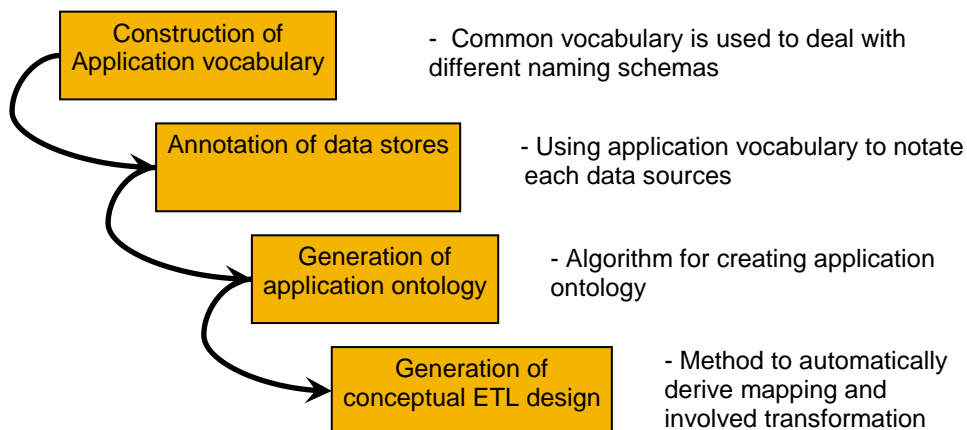 Construction of
Application vocabulary
- Common vocabulary is used to deal with
different naming schemas
Annotation of data stores
- Using application vocabulary to notate
each data sources
Generation of
application ontology
- Algorithm for creating application
ontology
Generation of
conceptual ETL design
- Method to automatically
derive mapping and
involved transformation